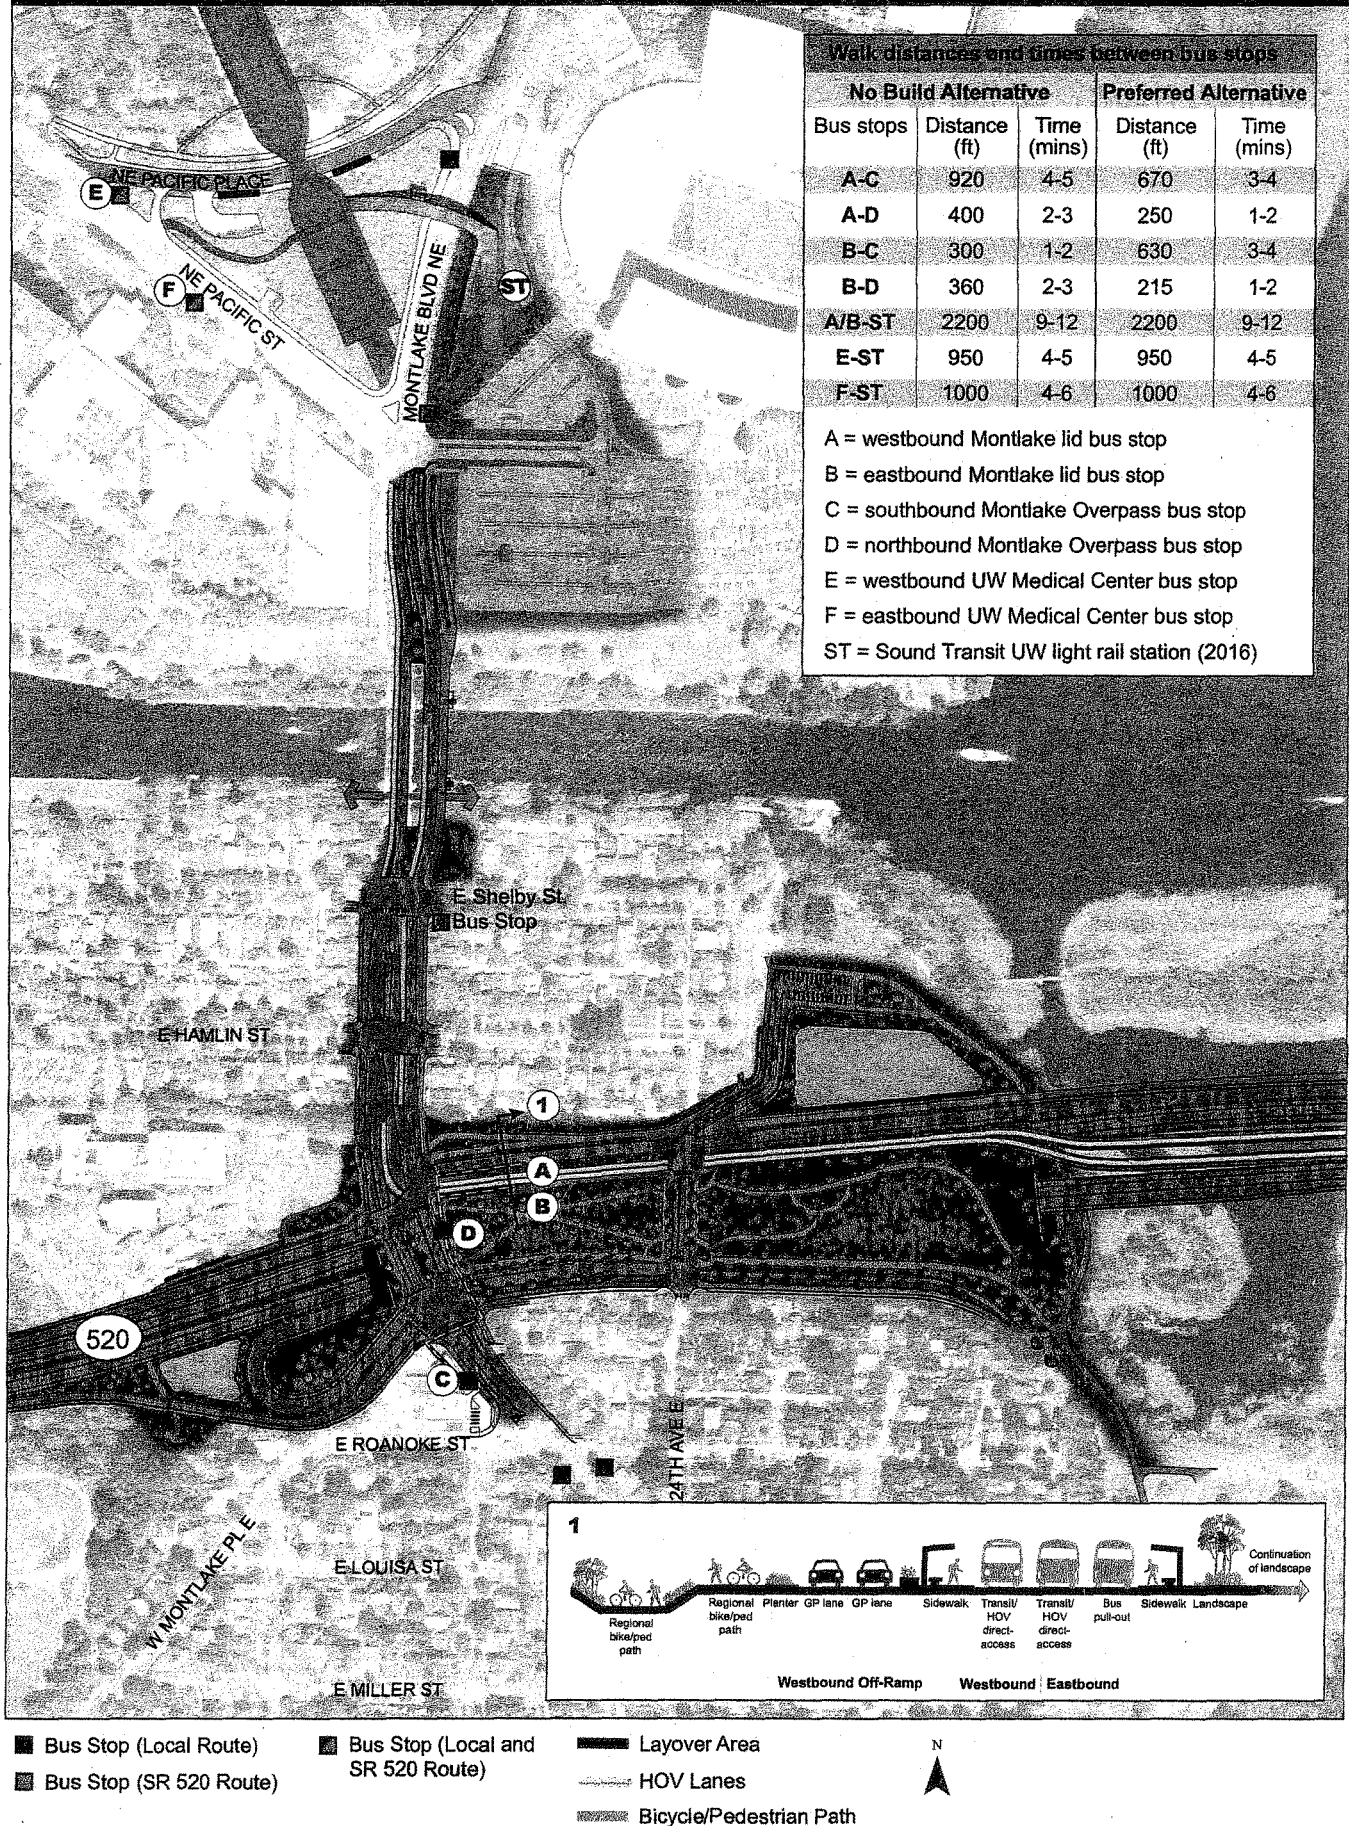 Walk distances and times between bus stops
No Build Alternative Preferred Alternative
Bus stops Distance (ft) Time (mins) Distance (ft) Time (mins)
A-C 920 4-5 670 3-4
A-D 400 2-3 250 1-2
B-C 300 1-2 630 3-4
B-D 360 2-3 215 1-2
A/B-ST 2200 9-12 2200 9-12
E-ST 950 4-5 950 4-5
F-ST 1000 4-6 1000 4-6
A = westbound Montlake lid bus stop
B = eastbound Montlake lid bus stop
C = southbound Montlake Overpass bus stop
D = northbound Montlake Overpass bus stop
E = westbound UW Medical Center bus stop
F = eastbound UW Medical Center bus stop
ST = Sound Transit UW light rail station (2016)
NE PACIFIC PLACE
E
F
NE PACIFIC ST
MONTLAKE BLVD NE
ST
E Shelby St.
Bus Stop
E HAMLIN ST
1
A
B
D
520
C
E ROANOKE ST
24TH AVE E
W MONTLAKE PL E
E LOUISA ST
E MILLER ST
1
Continuation
of landscape
Regional
bike/ped
path
Regional
bike/ped
path
Planter
GP lane
GP lane
Sidewalk
Transit/
HOV
direct-
access
Transit/
HOV
direct-
access
Bus
pull-out
Sidewalk
Landscape
Westbound Off-Ramp
Westbound
Eastbound
Bus Stop (Local Route)
Bus Stop (SR 520 Route)
Bus Stop (Local and
SR 520 Route)
Layover Area
HOV Lanes
Bicycle/Pedestrian Path
N